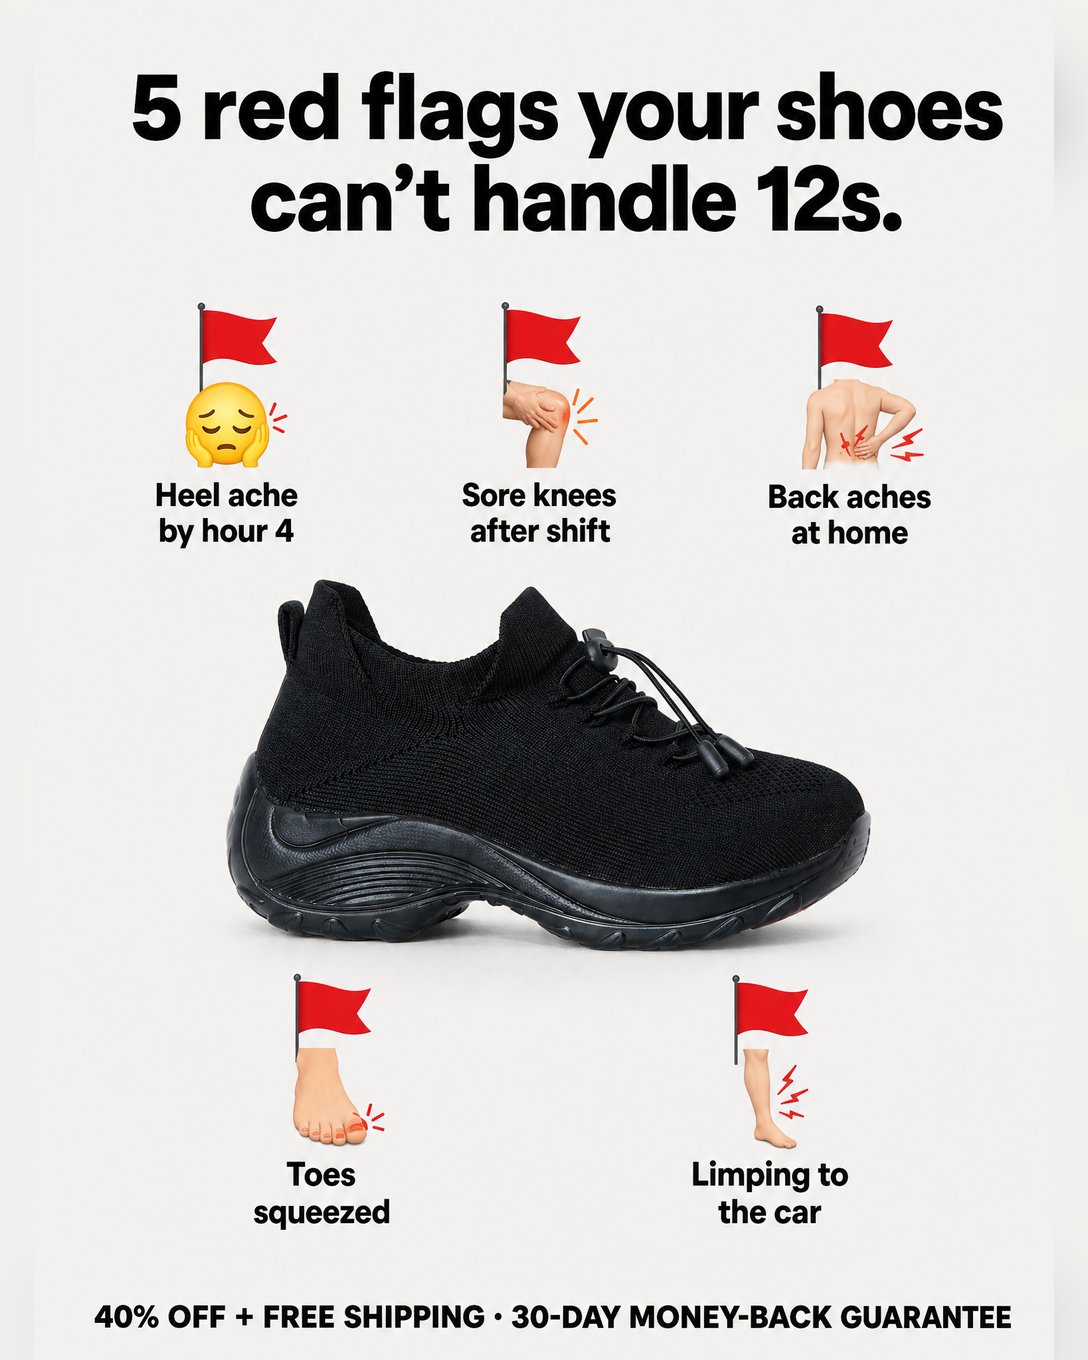 5 red flags your shoes
can’t handle 12s.
Heel ache
by hour 4
Sore knees
after shift
Back aches
at home
Toes
squeezed
Limping to
the car
40% OFF + FREE SHIPPING · 30-DAY MONEY-BACK GUARANTEE